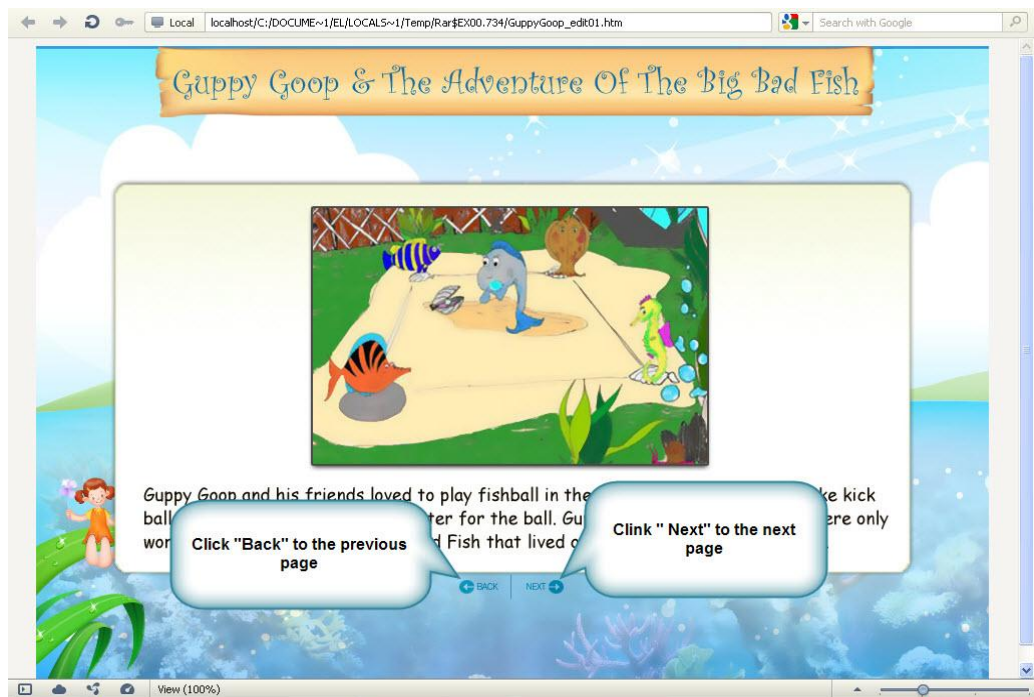 Local localhost/C:/DOCUME~1/EL/LOCALS~1/Temp/Rar$EX00.734/GuppyGoop_edit01.htm Search with Google
Guppy Goop & The Adventure Of The Big Bad Fish
Guppy Goop and his friends loved to play fishball in the ke kick
ball ter for the ball. Gu ere only
wor d Fish that lived
Click "Back" to the previous
page
Clink " Next" to the next
page
BACK NEXT
View (100%)